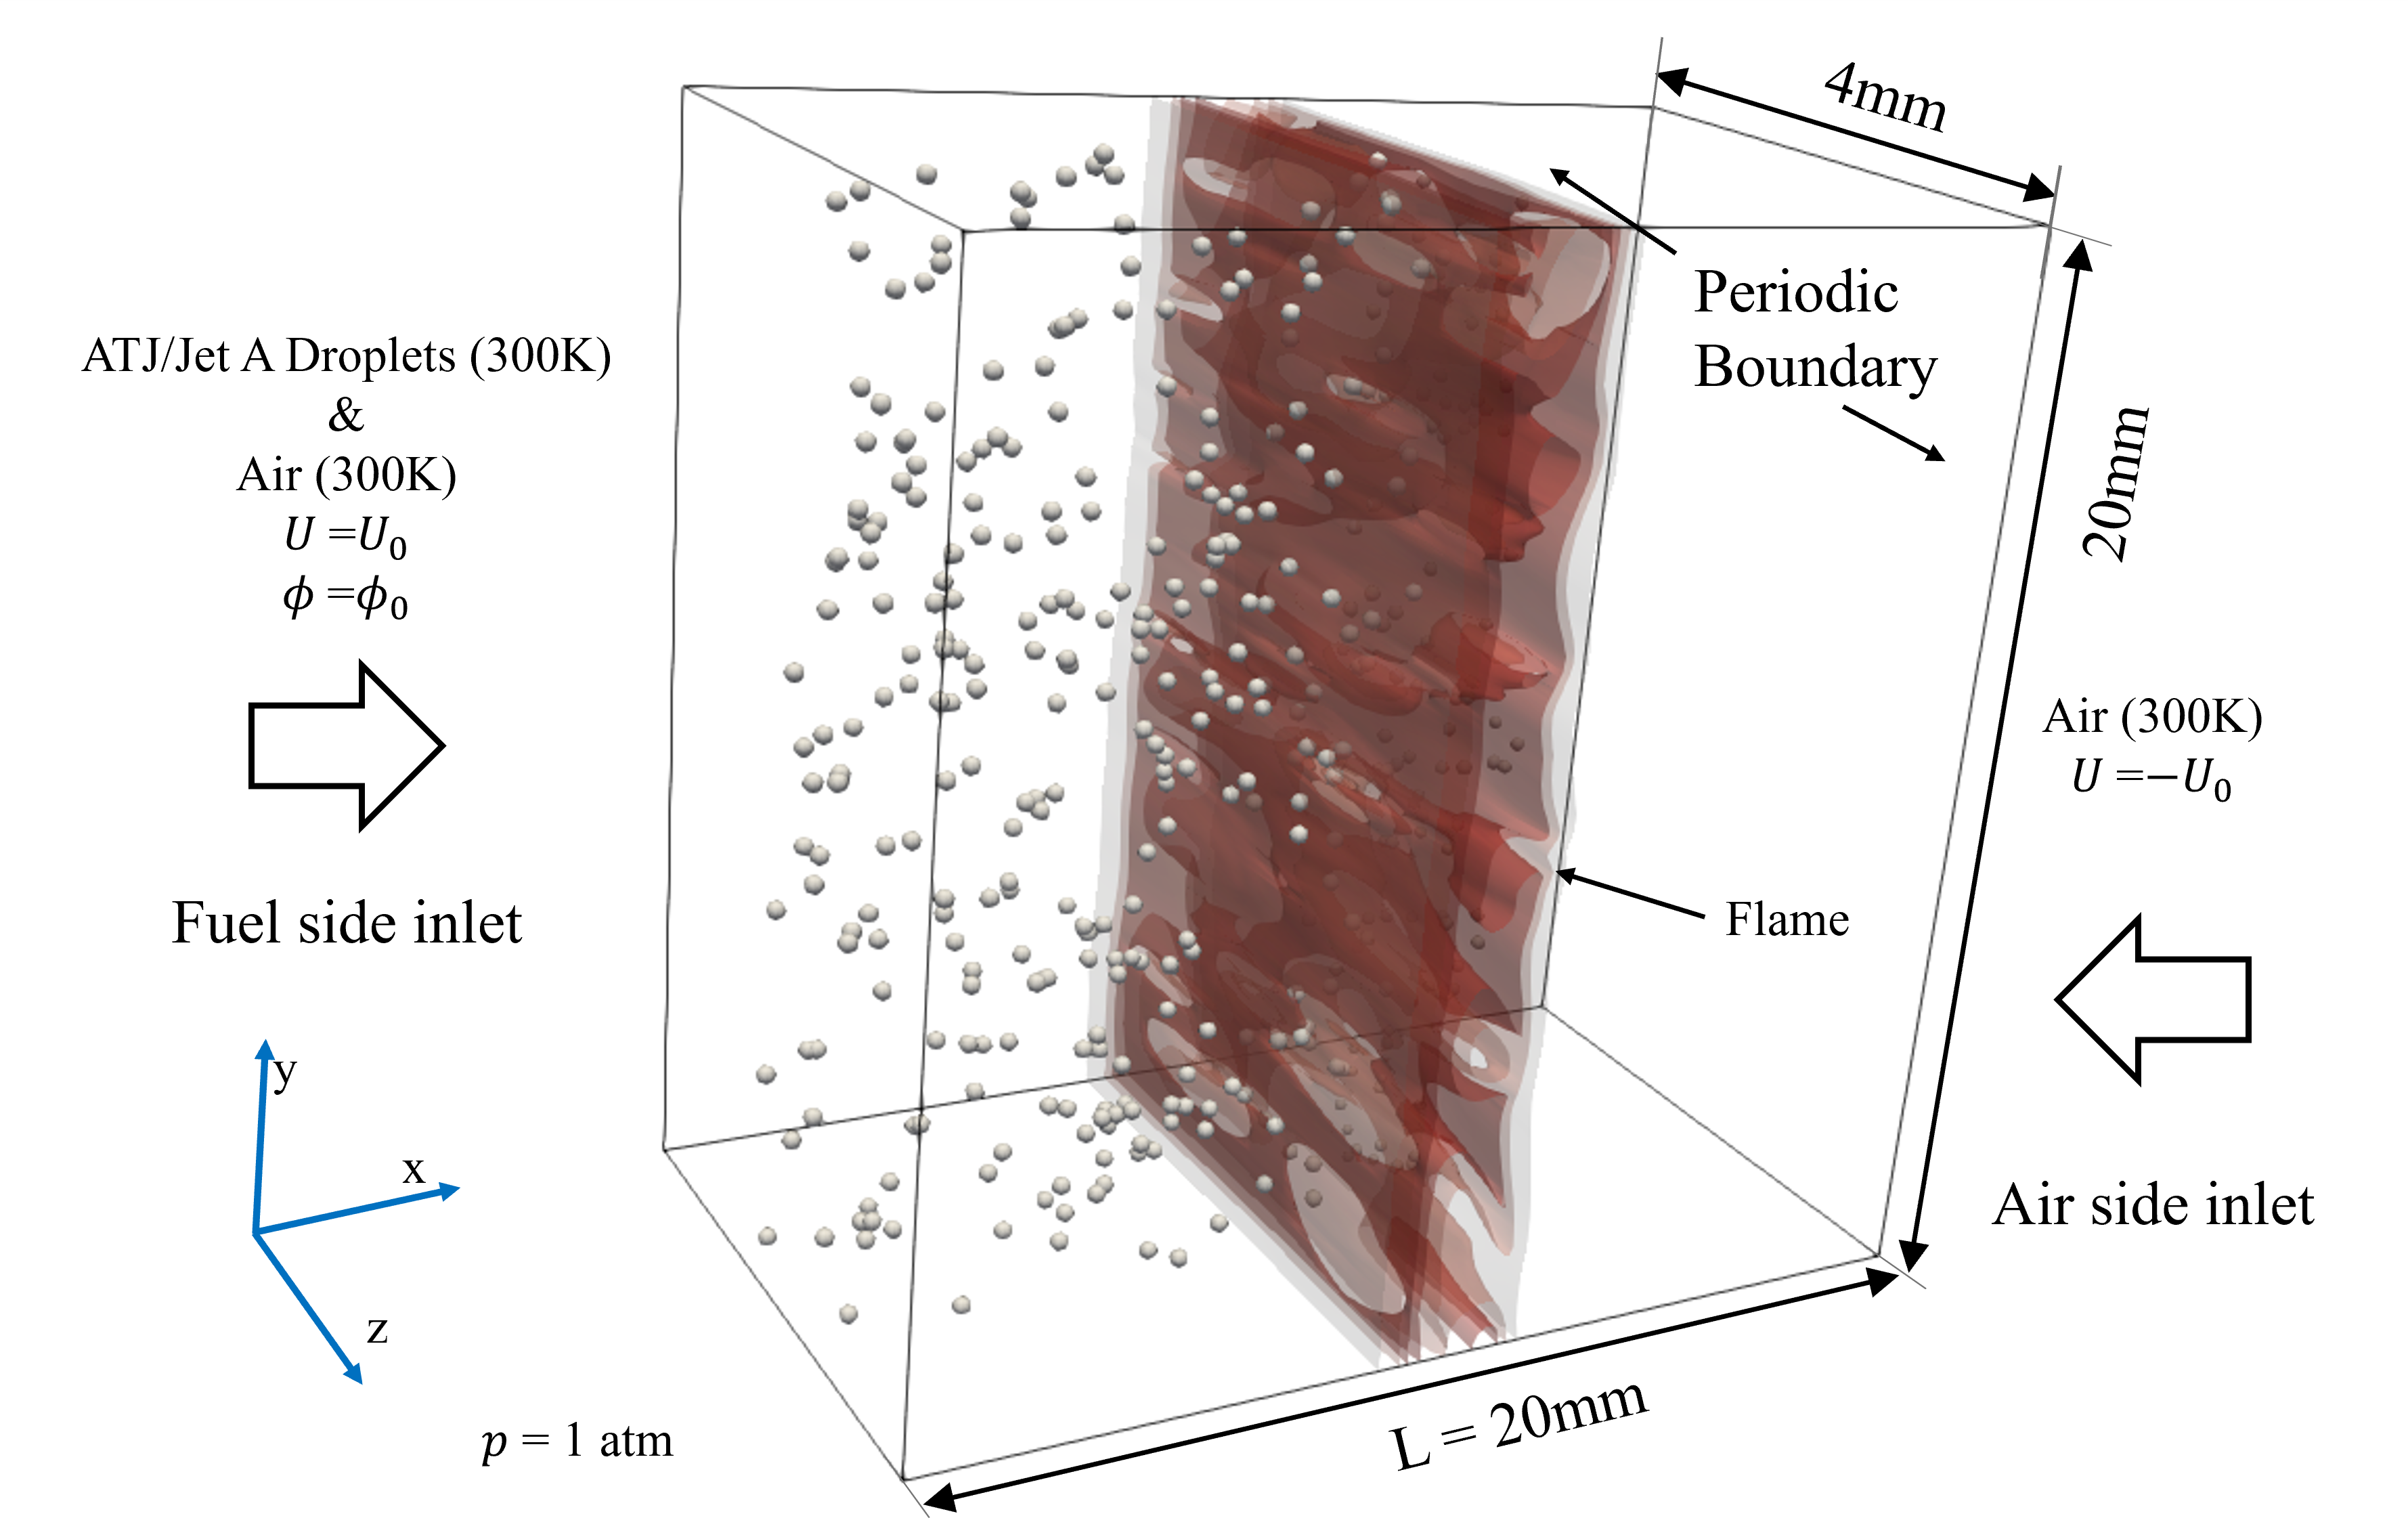 4mm
Periodic
Boundary
20mm
ATJ/Jet A Droplets (300K)
&
Air (300K)
U =U₀
ϕ =ϕ₀
Fuel side inlet
Air (300K)
U =−U₀
Flame
Air side inlet
y
x
z
L = 20mm
p = 1 atm